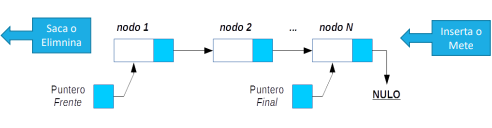 Saca o
Elimnina
nodo 1
nodo 2
...
nodo N
Inserta o
Mete
Puntero
Frente
Puntero
Final
NULO